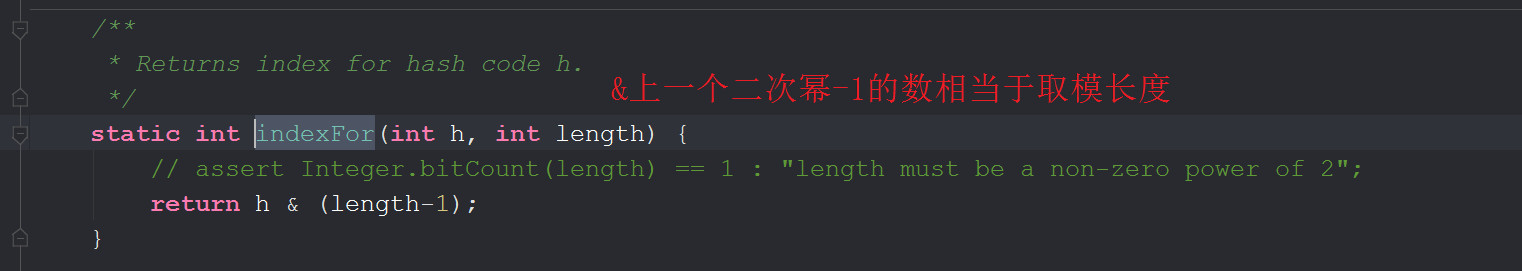 /**
* Returns index for hash code h.
&上一个二次幂-1的数相当于取模长度
*/
static int indexFor(int h, int length) {
// assert Integer.bitCount(length) == 1 : "length must be a non-zero power of 2";
return h & (length-1);
}